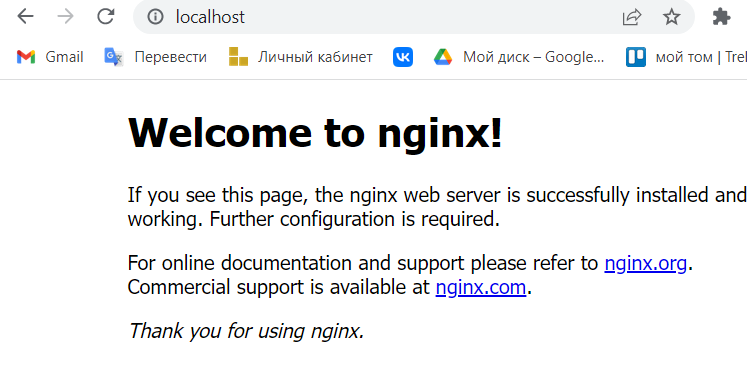 localhost
Gmail Перевести Личный кабинет Мой диск – Google... мой том | Trel
Welcome to nginx!
If you see this page, the nginx web server is successfully installed and
working. Further configuration is required.
For online documentation and support please refer to nginx.org.
Commercial support is available at nginx.com.
Thank you for using nginx.